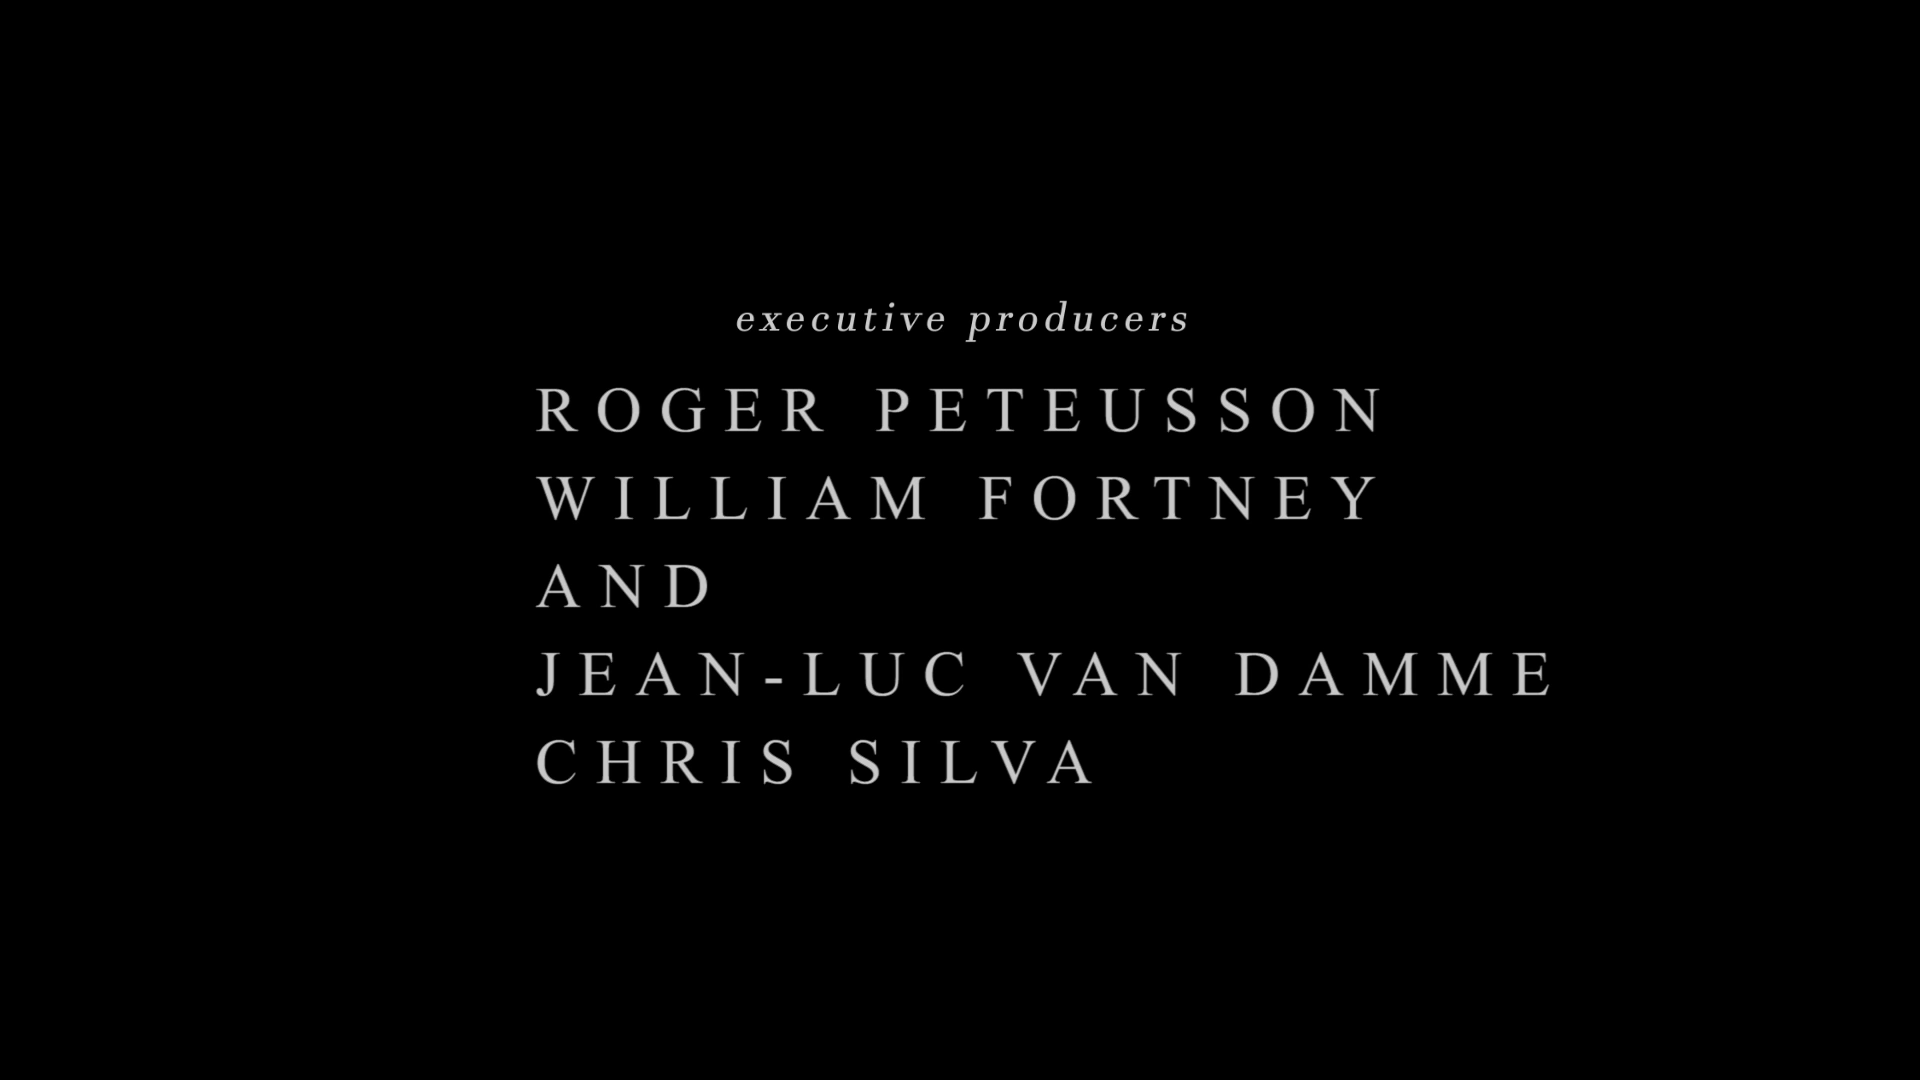 executive producers
ROGER PETEUSSON
WILLIAM FORTNEY
AND
JEAN-LUC VAN DAMME
CHRIS SILVA